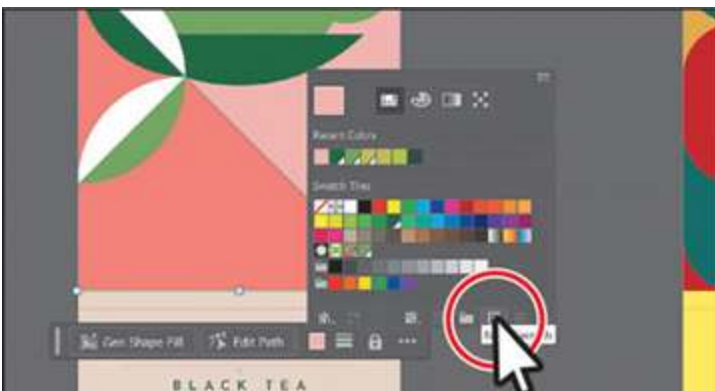 Recent Colors
Swatch Tiles
Gen Shape Fill
Edit Path
BLACK TEA